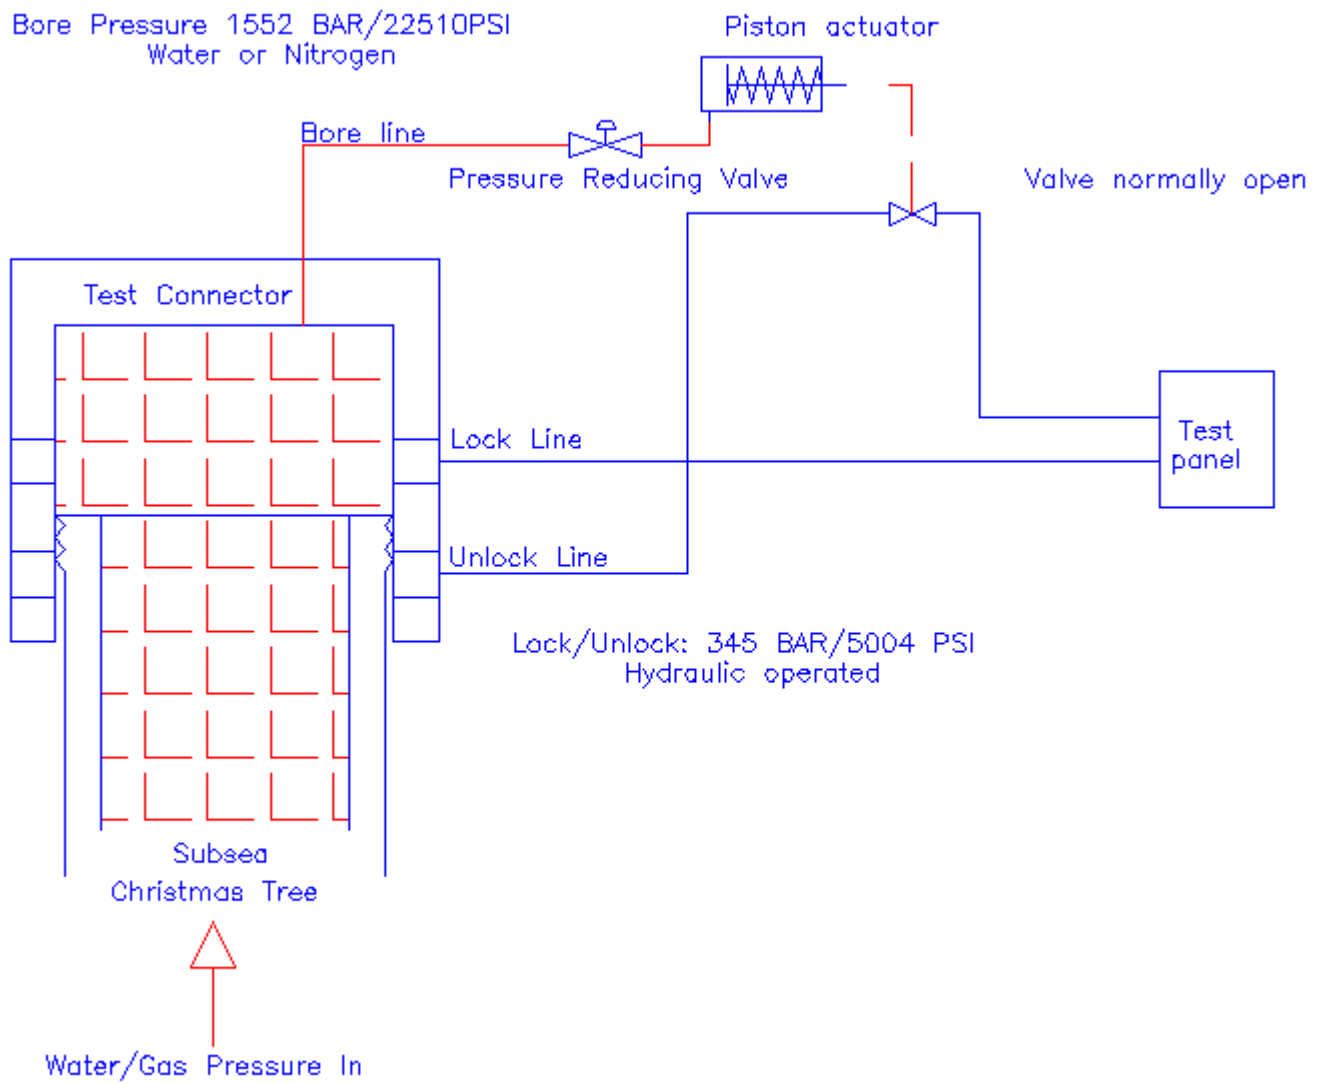 Bore Pressure 1552 BAR/22510PSI
Water or Nitrogen
Piston actuator
Bore line
Pressure Reducing Valve
Valve normally open
Test Connector
Lock Line
Test
panel
Unlock Line
Lock/Unlock: 345 BAR/5004 PSI
Hydraulic operated
Subsea
Christmas Tree
Water/Gas Pressure In